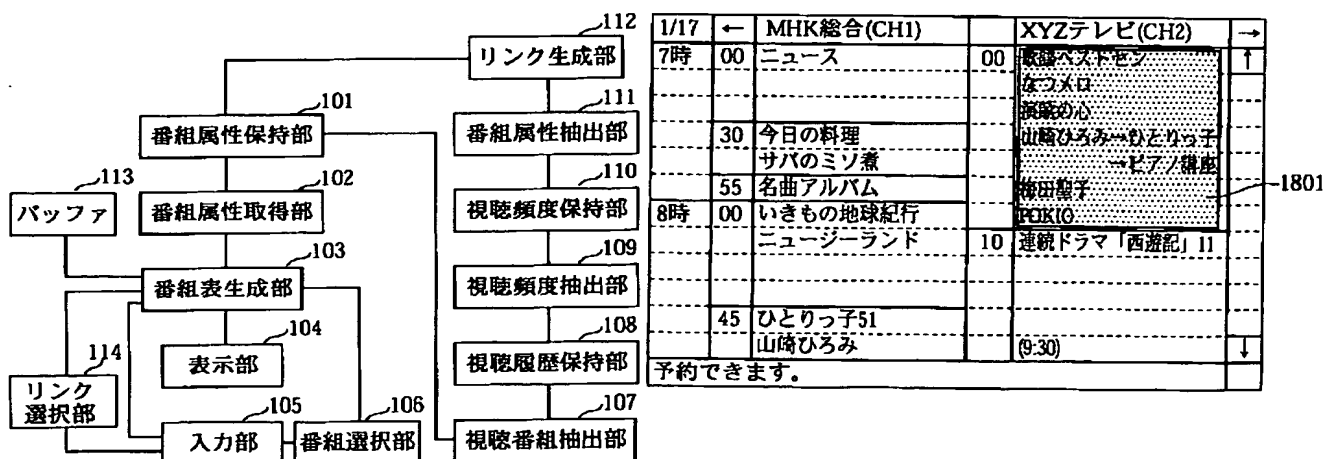 112
リンク生成部
101
番組属性保持部
111
番組属性抽出部
113
バッファ
102
番組属性取得部
110
視聴頻度保持部
103
番組表生成部
109
視聴頻度抽出部
104
表示部
108
視聴履歴保持部
114
リンク
選択部
105
入力部
106
番組選択部
107
視聴番組抽出部
1/17 ← MHK総合(CH1) XYZテレビ(CH2) →
7時 00 ニュース 00 歌謡ベストテン ↑
なつメロ
演歌の心
30 今日の料理 山崎ひろみ→ひとりっ子
サバのミソ煮 →ピアノ講座
55 名曲アルバム 梅田聖子
8時 00 いきもの地球紀行 POKIO
ニュージーランド 10 連続ドラマ「西遊記」11
45 ひとりっ子51
山崎ひろみ (9:30) ↓
予約できます。
1801